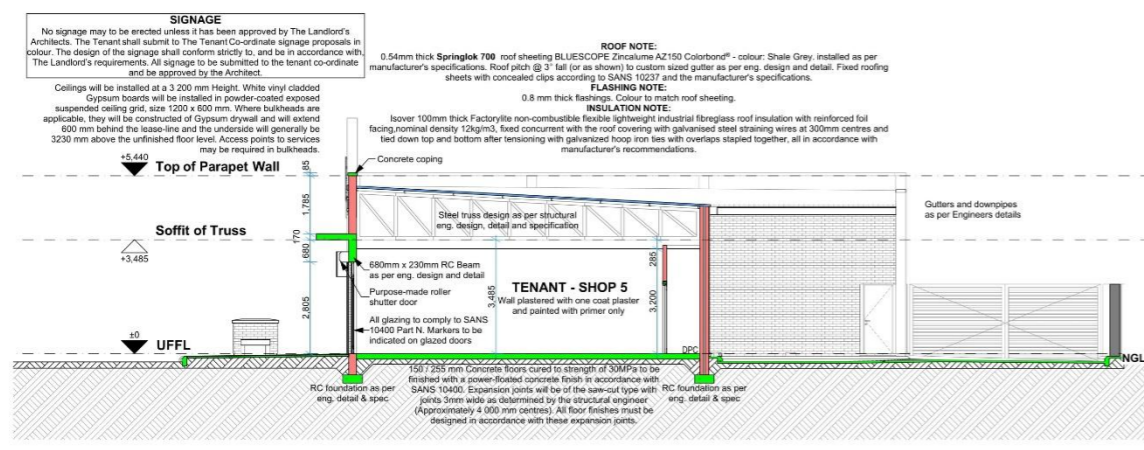 SIGNAGE
No signage may to be erected unless it has been approved by The Landlord's
Architects. The Tenant shall submit to The Tenant Co-ordinate signage proposals in
colour. The design of the signage shall conform strictly to, and be in accordance with,
The Landlord's requirements. All signage to be submitted to the tenant co-ordinate
and be approved by the Architect.
Ceilings will be installed at a 3 200 mm Height. White vinyl cladded
Gypsum boards will be installed in powder-coated exposed
suspended ceiling grid, size 1200 x 600 mm. Where bulkheads are
applicable, they will be constructed of Gypsum drywall and will extend
600 mm behind the lease-line and the underside will generally be
3230 mm above the unfinished floor level. Access points to services
may be required in bulkheads.
ROOF NOTE:
0.54mm thick Springlok 700 roof sheeting BLUESCOPE Zincalume AZ150 Colorbond® - colour: Shale Grey. installed as per
manufacturer's specifications. Roof pitch @ 3° fall (or as shown) to custom sized gutter as per eng. design and detail. Fixed roofing
sheets with concealed clips according to SANS 10237 and the manufacturer's specifications.
FLASHING NOTE:
0.8 mm thick flashings. Colour to match roof sheeting.
INSULATION NOTE:
Isover 100mm thick Factorylite non-combustible flexible lightweight industrial fibreglass roof insulation with reinforced foil
facing,nominal density 12kg/m3, fixed concurrent with the roof covering with galvanised steel straining wires at 300mm centres and
tied down top and bottom after tensioning with galvanized hoop iron ties with overlaps stapled together, all in accordance with
manufacturer's recommendations.
+5,440
Top of Parapet Wall
85
Concrete coping
1,785
Steel truss design as per structural
eng. design, detail and specification
Gutters and downpipes
as per Engineers details
Soffit of Truss
+3,485
170
680
285
680mm x 230mm RC Beam
as per eng. design and detail
Purpose-made roller
shutter door
TENANT - SHOP 5
Wall plastered with one coat plaster
and painted with primer only
2,805
3,485
3,200
All glazing to comply to SANS
10400 Part N. Markers to be
indicated on glazed doors
±0
UFFL
DPC
NGL
150 / 255 mm Concrete floors cured to strength of 30MPa to be
finished with a power-floated concrete finish in accordance with
SANS 10400. Expansion joints will be of the saw-cut type with
joints 3mm wide as determined by the structural engineer
(Approximately 4 000 mm centres). All floor finishes must be
designed in accordance with these expansion joints.
RC foundation as per
eng. detail & spec
RC foundation as per
eng. detail & spec